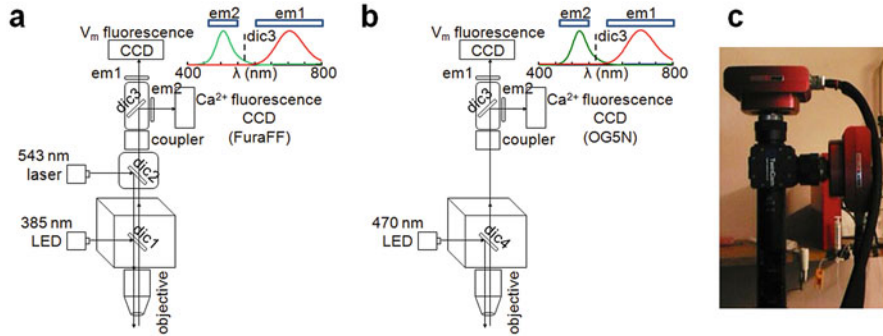 a
em2
em1
dic3
400
λ (nm)
800
Vm fluorescence
CCD
em1
em2
dic3
Ca2+ fluorescence
CCD
(FuraFF)
coupler
543 nm
laser
dic2
385 nm
LED
dic1
objective
b
em2
em1
dic3
400
λ (nm)
800
Vm fluorescence
CCD
em1
em2
dic3
Ca2+ fluorescence
CCD
(OG5N)
coupler
470 nm
LED
dic4
objective
c